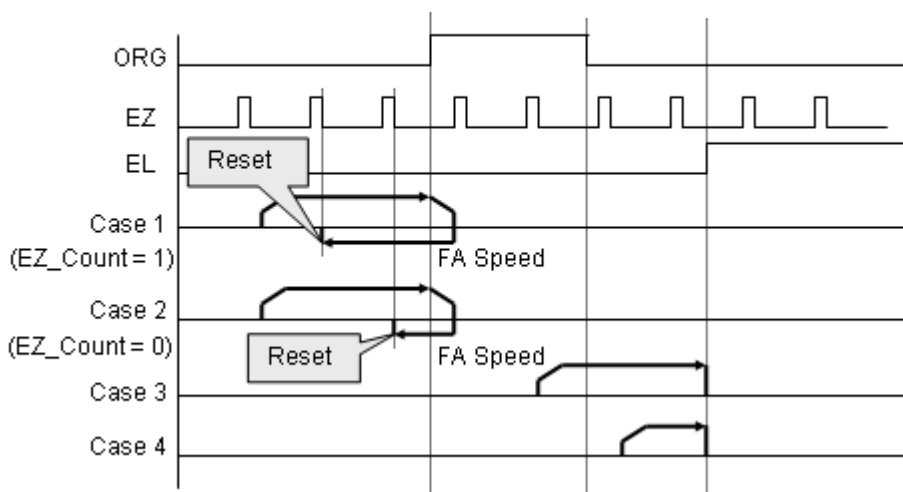 ORG
EZ
EL
Reset
Case 1
(EZ_Count = 1)
FA Speed
Case 2
(EZ_Count = 0)
Reset
FA Speed
Case 3
Case 4